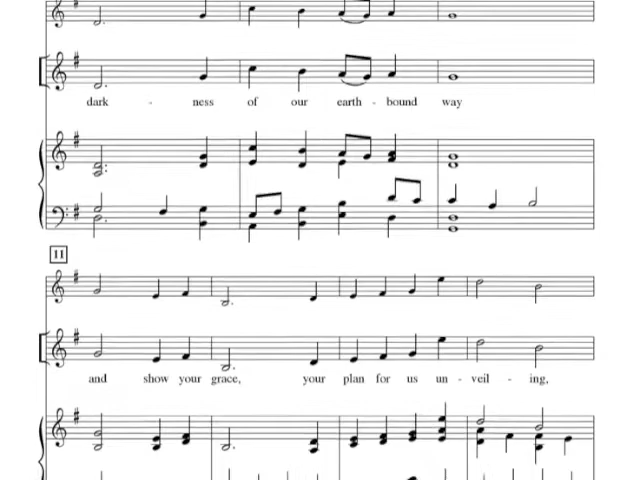 dark - ness of our earth - bound way
11
and show your grace, your plan for us un - veil - ing,